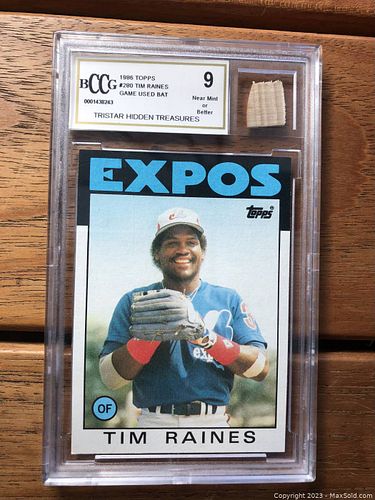 BCCG
0001438263
1986 TOPPS
#280 TIM RAINES
GAME USED BAT
TRISTAR HIDDEN TREASURES
9
Near Mint
or
Better
EXPOS
topps®
OF
TIM RAINES
Copyright 2023 - MaxSold.com